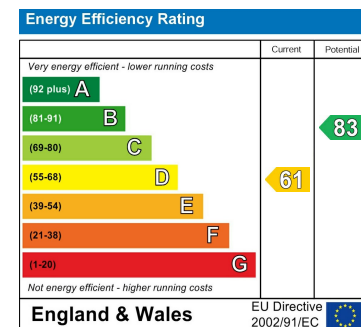 Energy Efficiency Rating
Current Potential
Very energy efficient - lower running costs
(92 plus) A
(81-91) B
(69-80) C
(55-68) D
(39-54) E
(21-38) F
(1-20) G
83
61
Not energy efficient - higher running costs
England & Wales
EU Directive
2002/91/EC